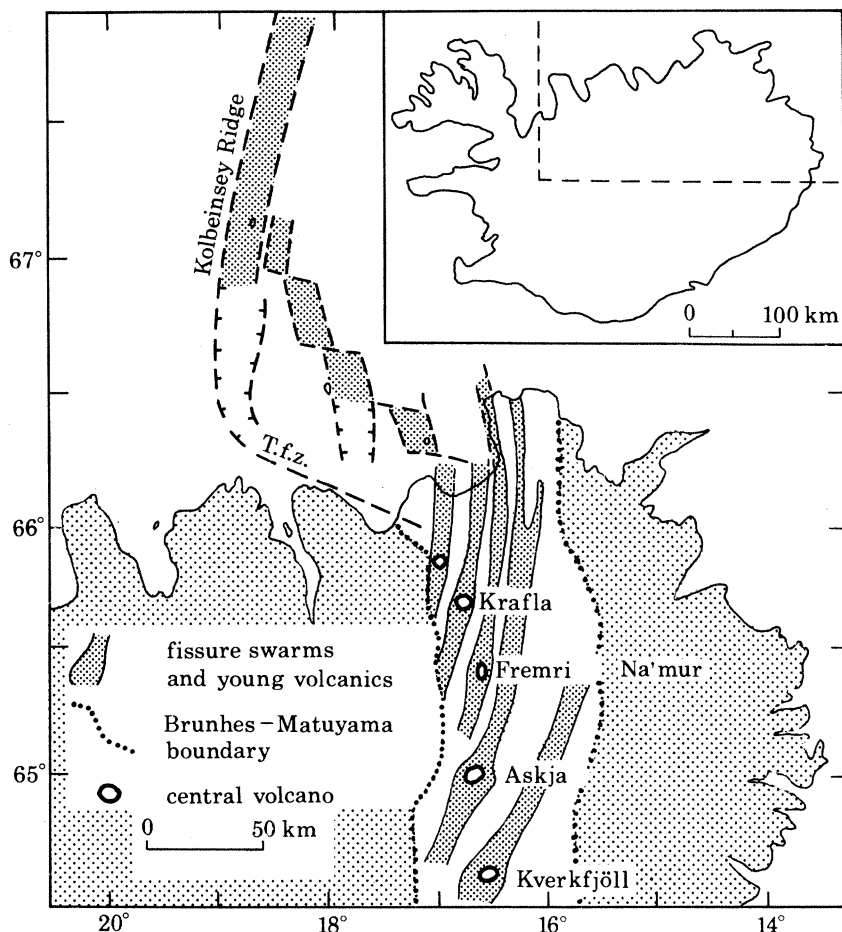 Kolbeinsey Ridge
67°
0 100 km
T.f.z.
66°
Krafla
fissure swarms
and young volcanics
Fremri Na'mur
Brunhes–Matuyama
boundary
65°
Askja
central volcano
0 50 km
Kverkfjöll
20° 18° 16° 14°